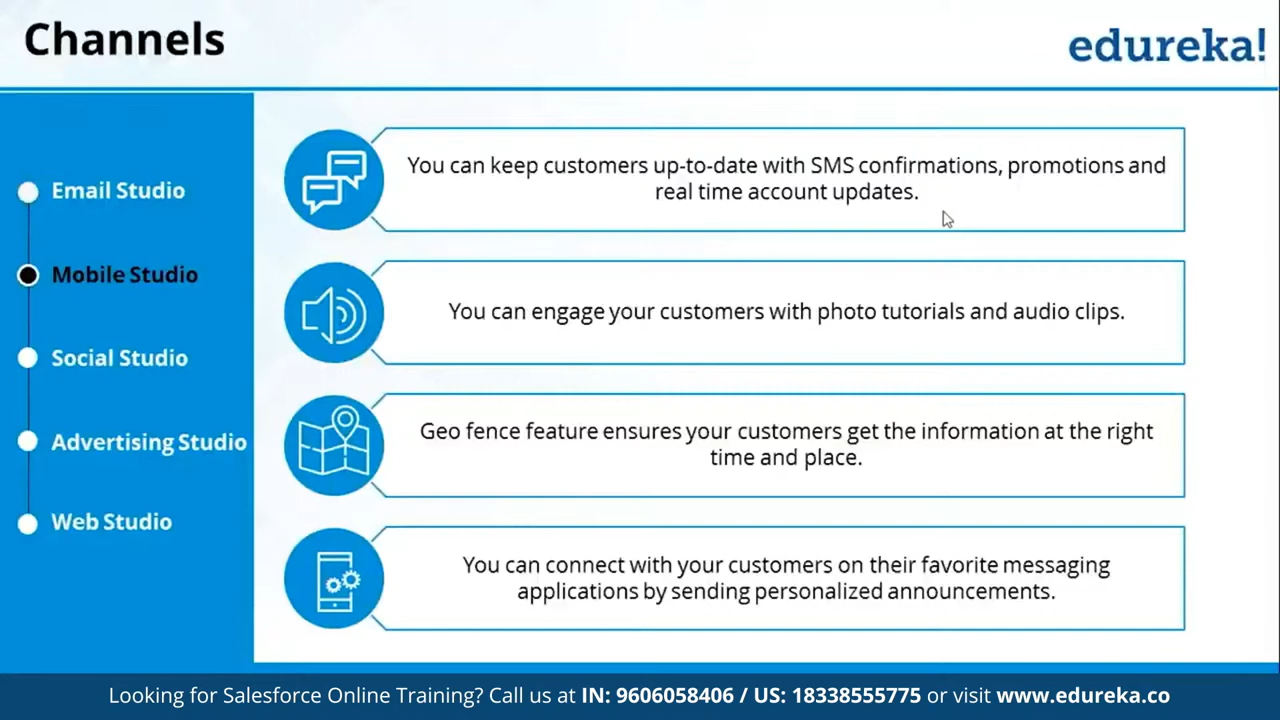 Channels
edureka!
Email Studio
Mobile Studio
Social Studio
Advertising Studio
Web Studio
You can keep customers up-to-date with SMS confirmations, promotions and
real time account updates.
You can engage your customers with photo tutorials and audio clips.
Geo fence feature ensures your customers get the information at the right
time and place.
You can connect with your customers on their favorite messaging
applications by sending personalized announcements.
Looking for Salesforce Online Training? Call us at IN: 9606058406 / US: 18338555775 or visit www.edureka.co